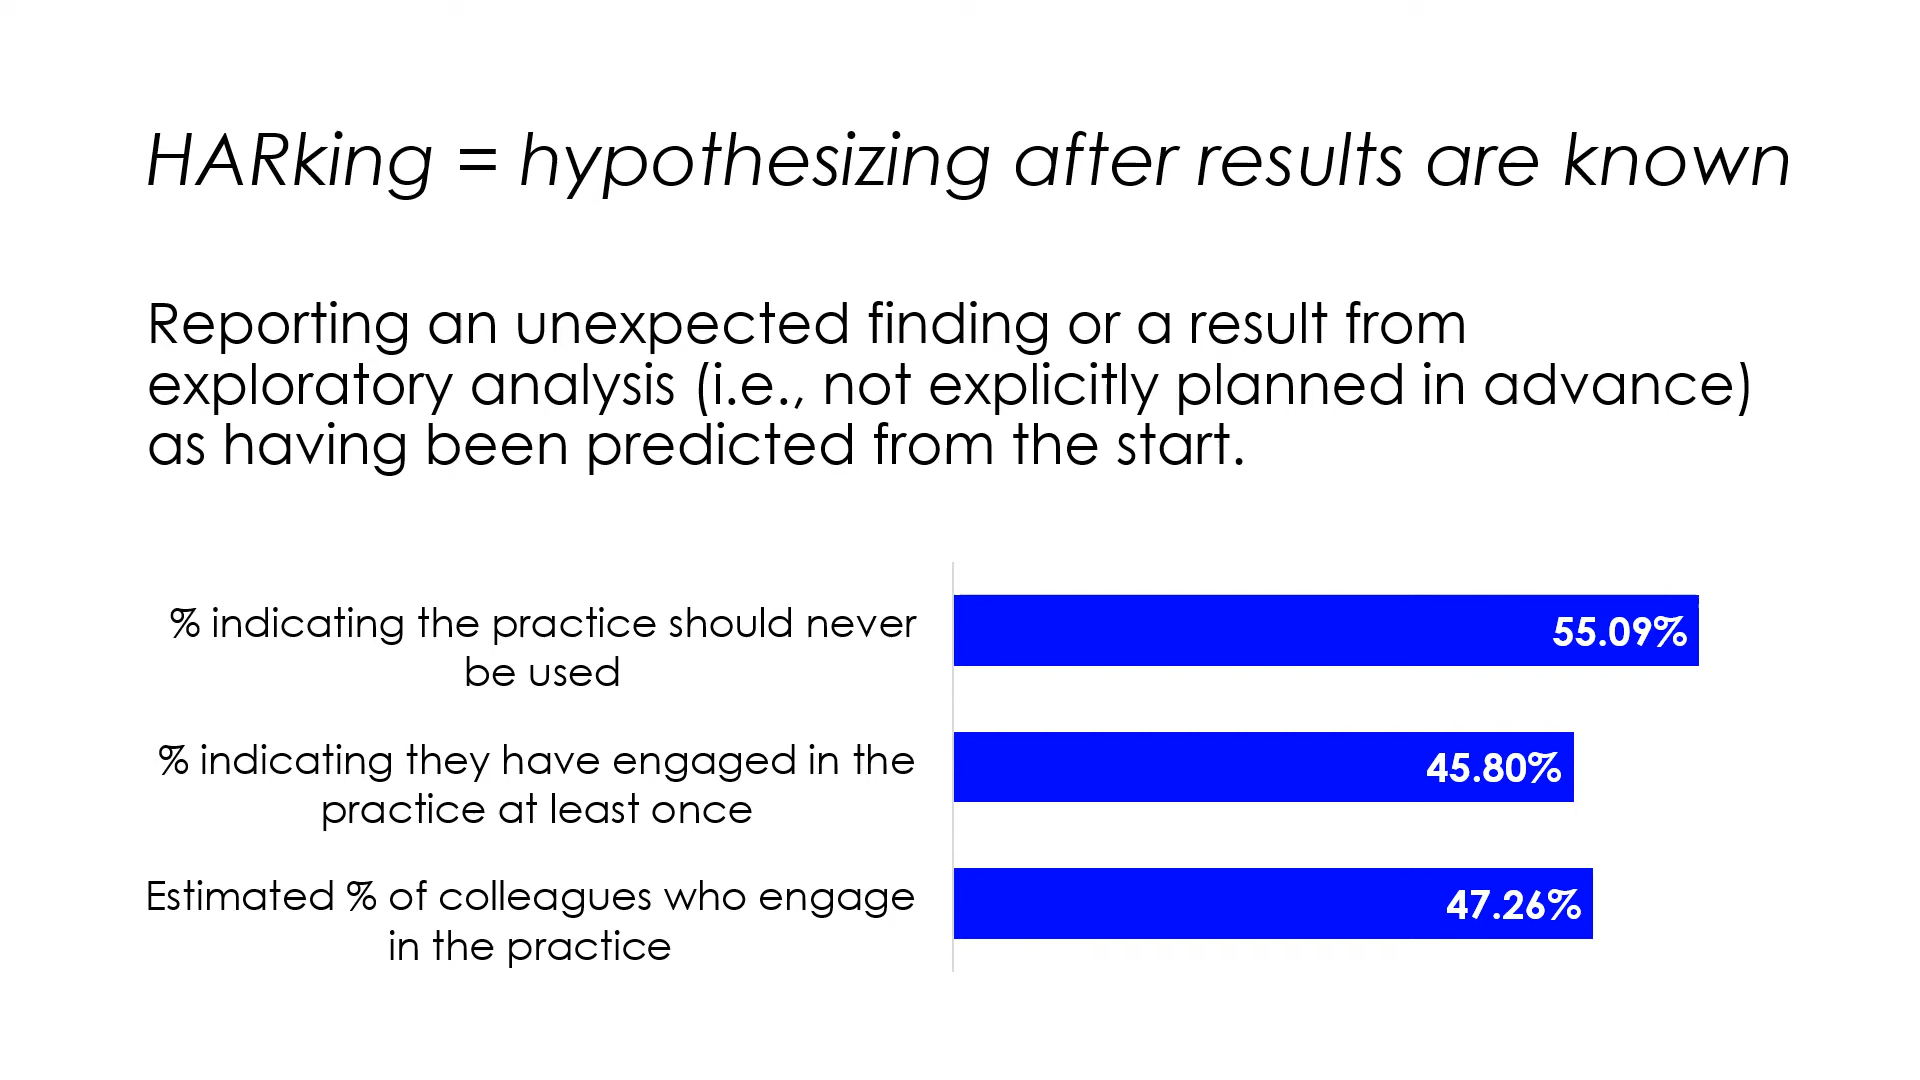 HARking = hypothesizing after results are known
Reporting an unexpected finding or a result from
exploratory analysis (i.e., not explicitly planned in advance)
as having been predicted from the start.
% indicating the practice should never
be used
55.09%
% indicating they have engaged in the
practice at least once
45.80%
Estimated % of colleagues who engage
in the practice
47.26%